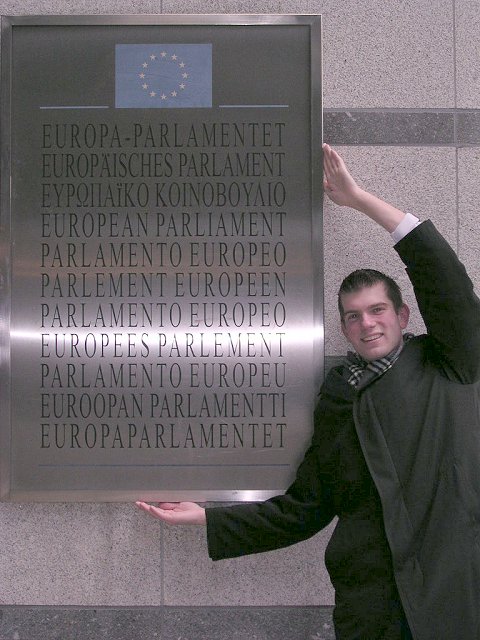 EUROPA-PARLAMENTET
EUROPÄISCHES PARLAMENT
ΕΥΡΩΠΑΪΚΟ ΚΟΙΝΟΒΟΥΛΙΟ
EUROPEAN PARLIAMENT
PARLAMENTO EUROPEO
PARLEMENT EUROPEEN
PARLAMENTO EUROPEO
EUROPEES PARLEMENT
PARLAMENTO EUROPEU
EUROOPAN PARLAMENTTI
EUROPAPARLAMENTET